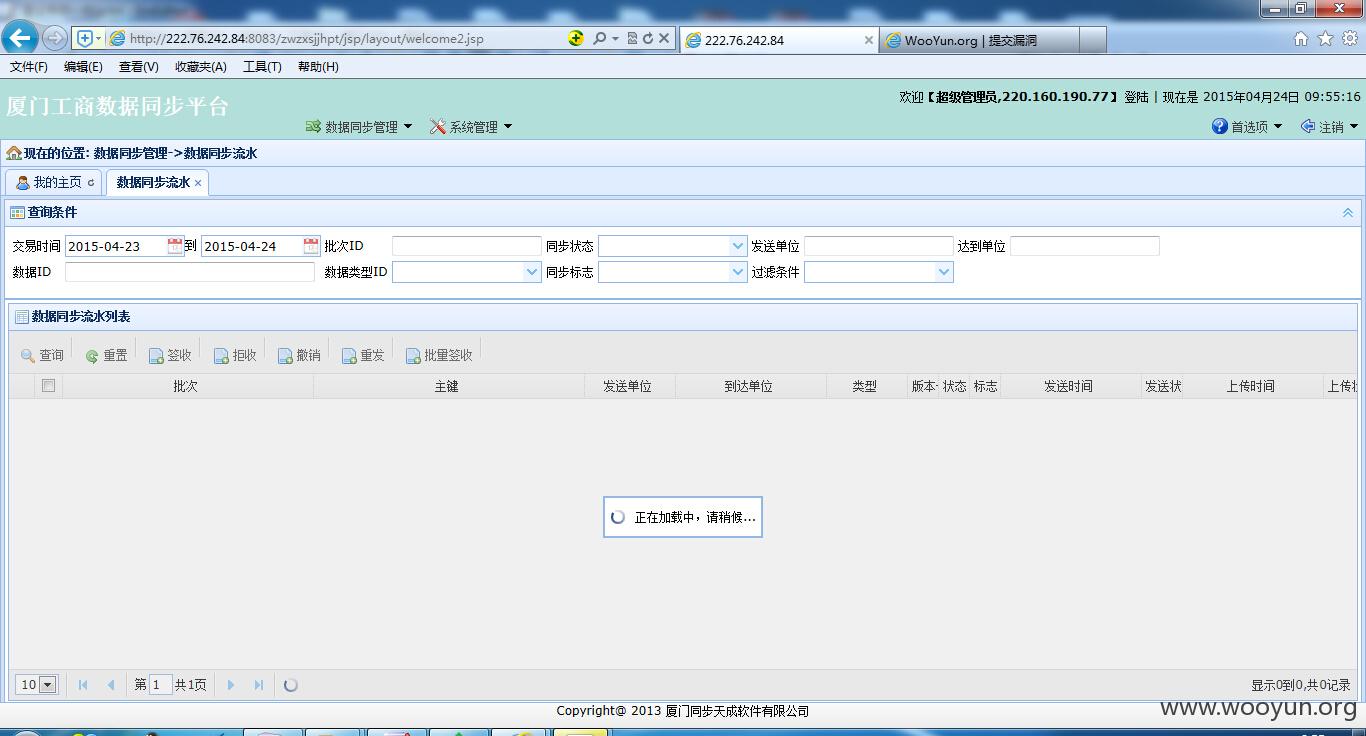 http://222.76.242.84:8083/zwzxsjjhpt/jsp/layout/welcome2.jsp
222.76.242.84
WooYun.org | 提交漏洞
文件(F) 编辑(E) 查看(V) 收藏夹(A) 工具(T) 帮助(H)
厦门工商数据同步平台
欢迎【超级管理员,220.160.190.77】登陆 | 现在是 2015年04月24日 09:55:16
数据同步管理 系统管理 首选项 注销
现在的位置: 数据同步管理->数据同步流水
我的主页 数据同步流水
查询条件
交易时间 2015-04-23 到 2015-04-24 批次ID 同步状态 发送单位 达到单位
数据ID 数据类型ID 同步标志 过滤条件
数据同步流水列表
查询 重置 签收 拒收 撤销 重发 批量签收
批次 主键 发送单位 到达单位 类型 版本 状态 标志 发送时间 发送状 上传时间 上传
正在加载中，请稍候...
10 第 1 共1页 显示0到0,共0记录
Copyright@ 2013 厦门同步天成软件有限公司
www.wooyun.org